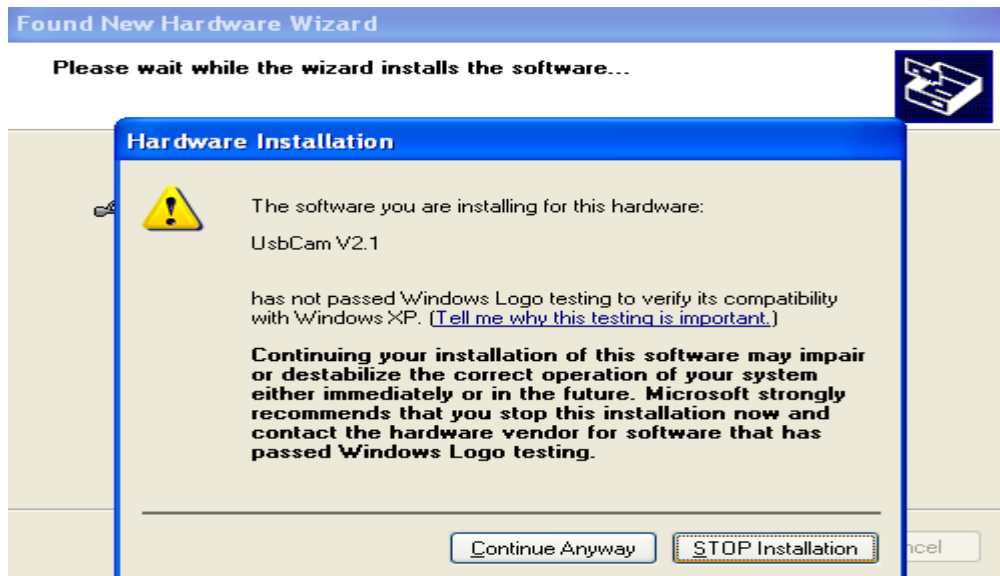 Found New Hardware Wizard
Please wait while the wizard installs the software...
Hardware Installation
The software you are installing for this hardware:
UsbCam V2.1
has not passed Windows Logo testing to verify its compatibility
with Windows XP. (Tell me why this testing is important.)
Continuing your installation of this software may impair
or destabilize the correct operation of your system
either immediately or in the future. Microsoft strongly
recommends that you stop this installation now and
contact the hardware vendor for software that has
passed Windows Logo testing.
Continue Anyway
STOP Installation
ncel